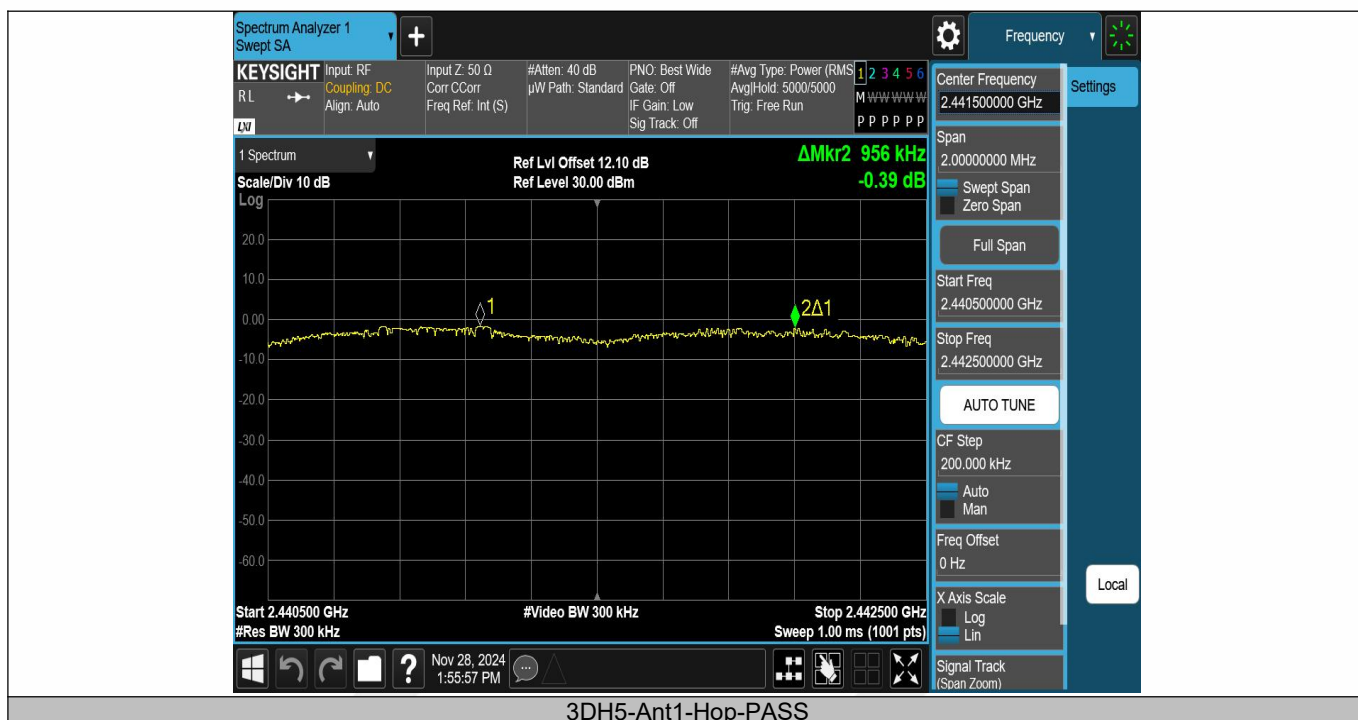 Spectrum Analyzer 1
Swept SA
+
Frequency
KEYSIGHT
RL
LXI
Input: RF
Coupling: DC
Align: Auto
Input Z: 50 Ω
Corr CCorr
Freq Ref: Int (S)
#Atten: 40 dB
µW Path: Standard
PNO: Best Wide
Gate: Off
IF Gain: Low
Sig Track: Off
#Avg Type: Power (RMS
Avg|Hold: 5000/5000
Trig: Free Run
1 2 3 4 5 6
M W W W W W
P P P P P P
1 Spectrum
Scale/Div 10 dB
Log
Ref Lvl Offset 12.10 dB
Ref Level 30.00 dBm
ΔMkr2 956 kHz
-0.39 dB
20.0
10.0
0.00
-10.0
-20.0
-30.0
-40.0
-50.0
-60.0
1
2Δ1
Start 2.440500 GHz
#Res BW 300 kHz
#Video BW 300 kHz
Stop 2.442500 GHz
Sweep 1.00 ms (1001 pts)
?
Nov 28, 2024
1:55:57 PM
Center Frequency
2.441500000 GHz
Settings
Span
2.00000000 MHz
Swept Span
Zero Span
Full Span
Start Freq
2.440500000 GHz
Stop Freq
2.442500000 GHz
AUTO TUNE
CF Step
200.000 kHz
Auto
Man
Freq Offset
0 Hz
X Axis Scale
Log
Lin
Local
Signal Track
(Span Zoom)
3DH5-Ant1-Hop-PASS